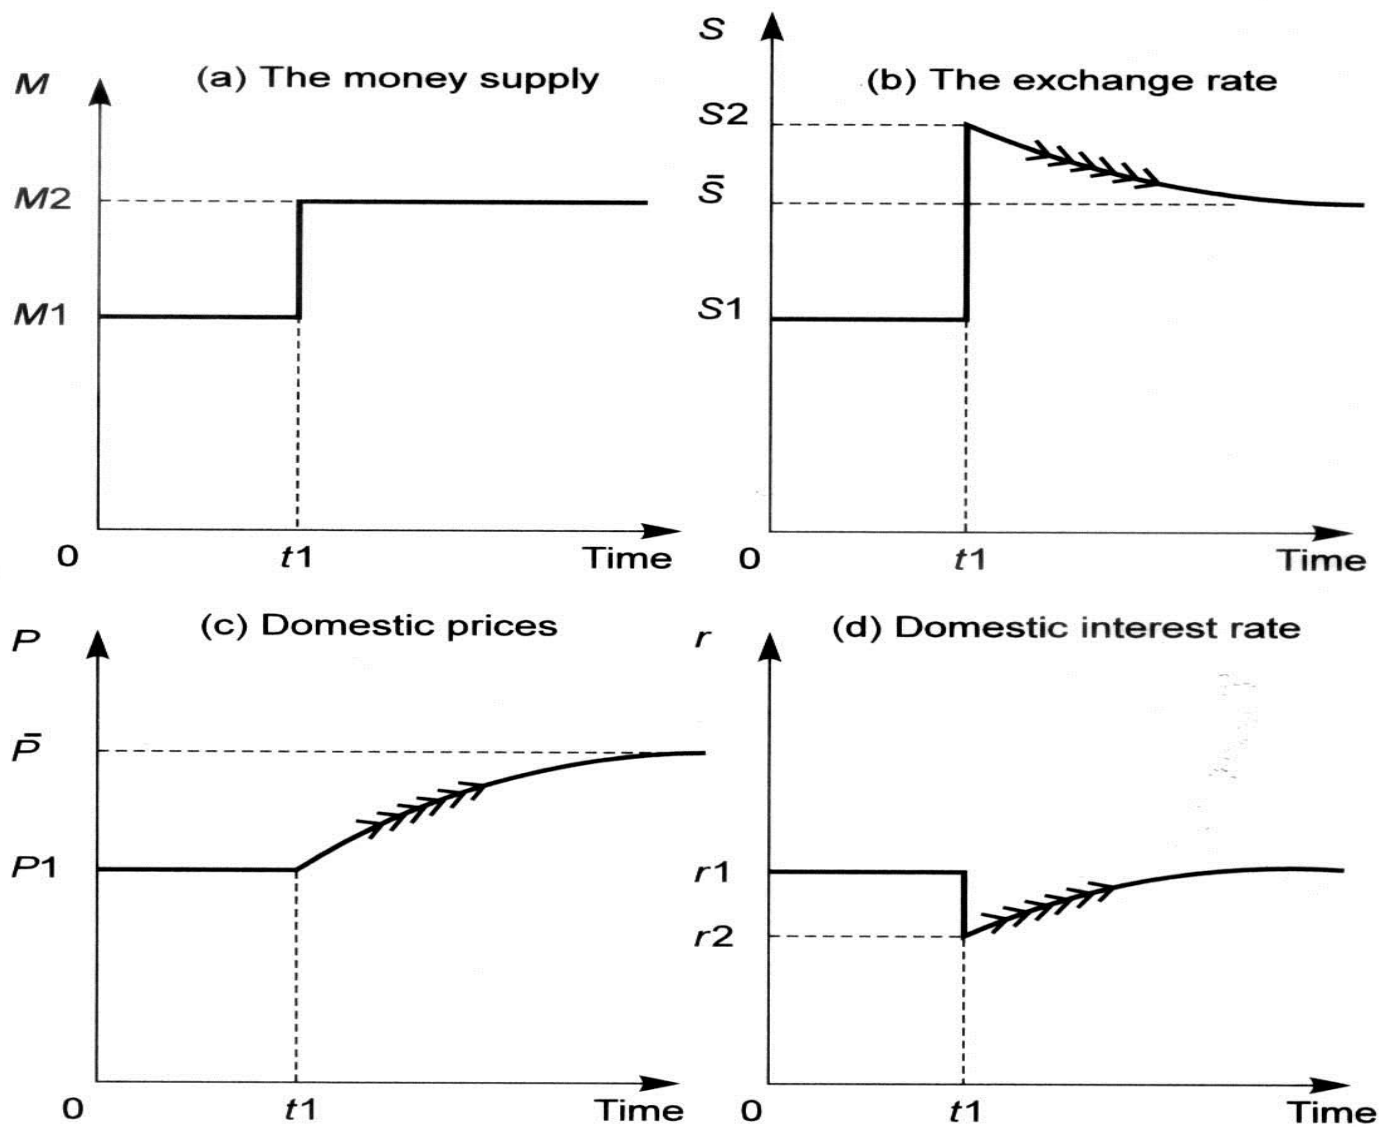 (a) The money supply
M
M2
M1
0
t1
Time
(b) The exchange rate
S
S2
S̄
S1
0
t1
Time
(c) Domestic prices
P
P̄
P1
0
t1
Time
(d) Domestic interest rate
r
r1
r2
0
t1
Time